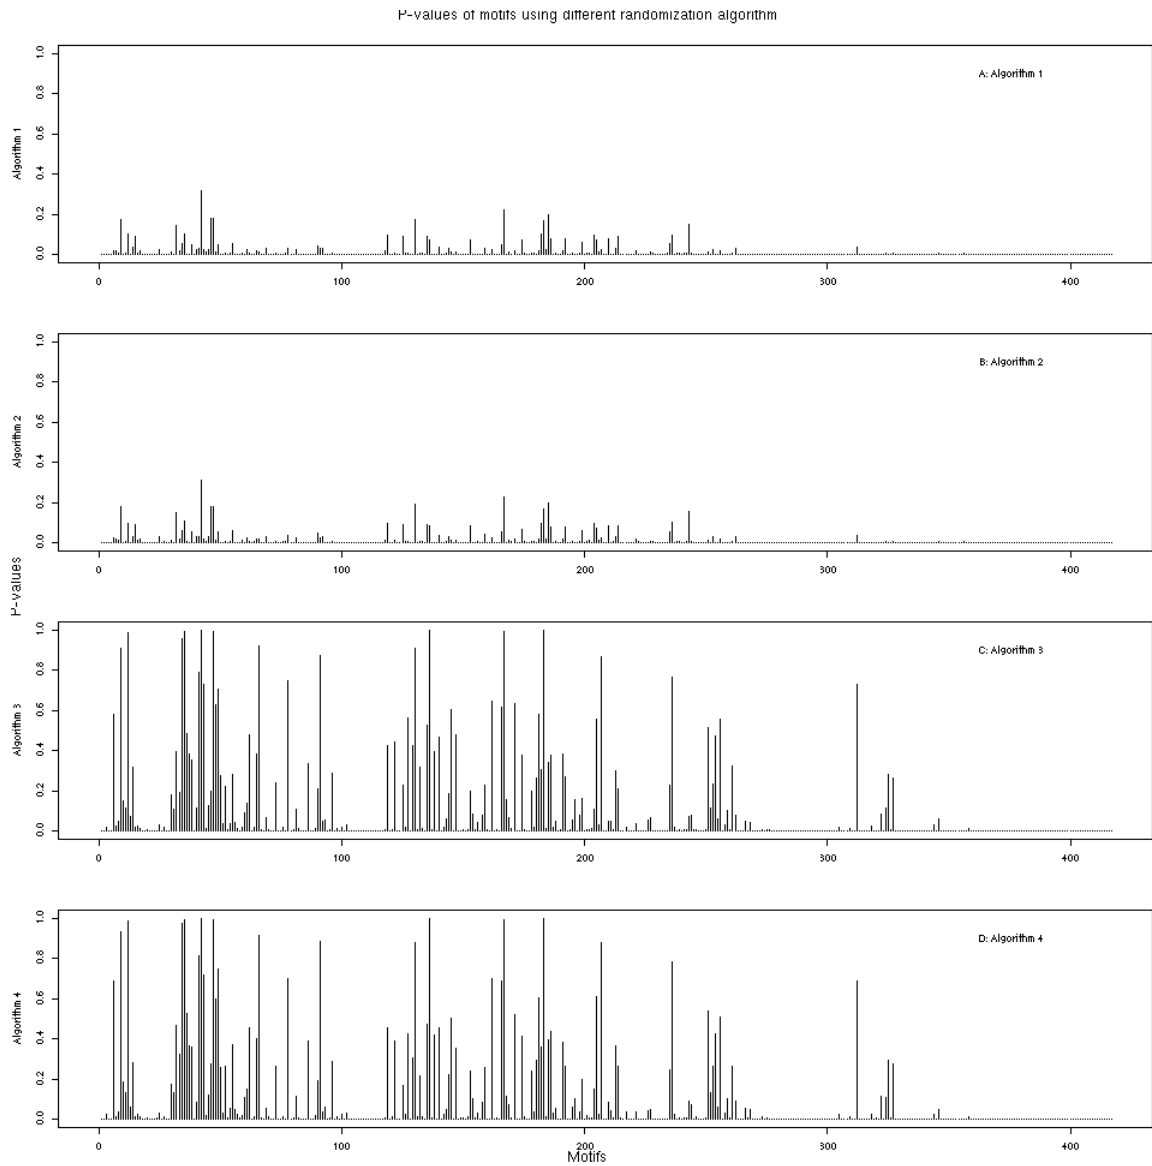 P-values of motifs using different randomization algorithm
1.0
0.8
0.6
0.4
0.2
0.0
Algorithm 1
A: Algorithm 1
0 100 200 300 400
1.0
0.8
0.6
0.4
0.2
0.0
Algorithm 2
B: Algorithm 2
0 100 200 300 400
P-values
1.0
0.8
0.6
0.4
0.2
0.0
Algorithm 3
C: Algorithm 3
0 100 200 300 400
1.0
0.8
0.6
0.4
0.2
0.0
Algorithm 4
D: Algorithm 4
0 100 200 300 400
Motifs